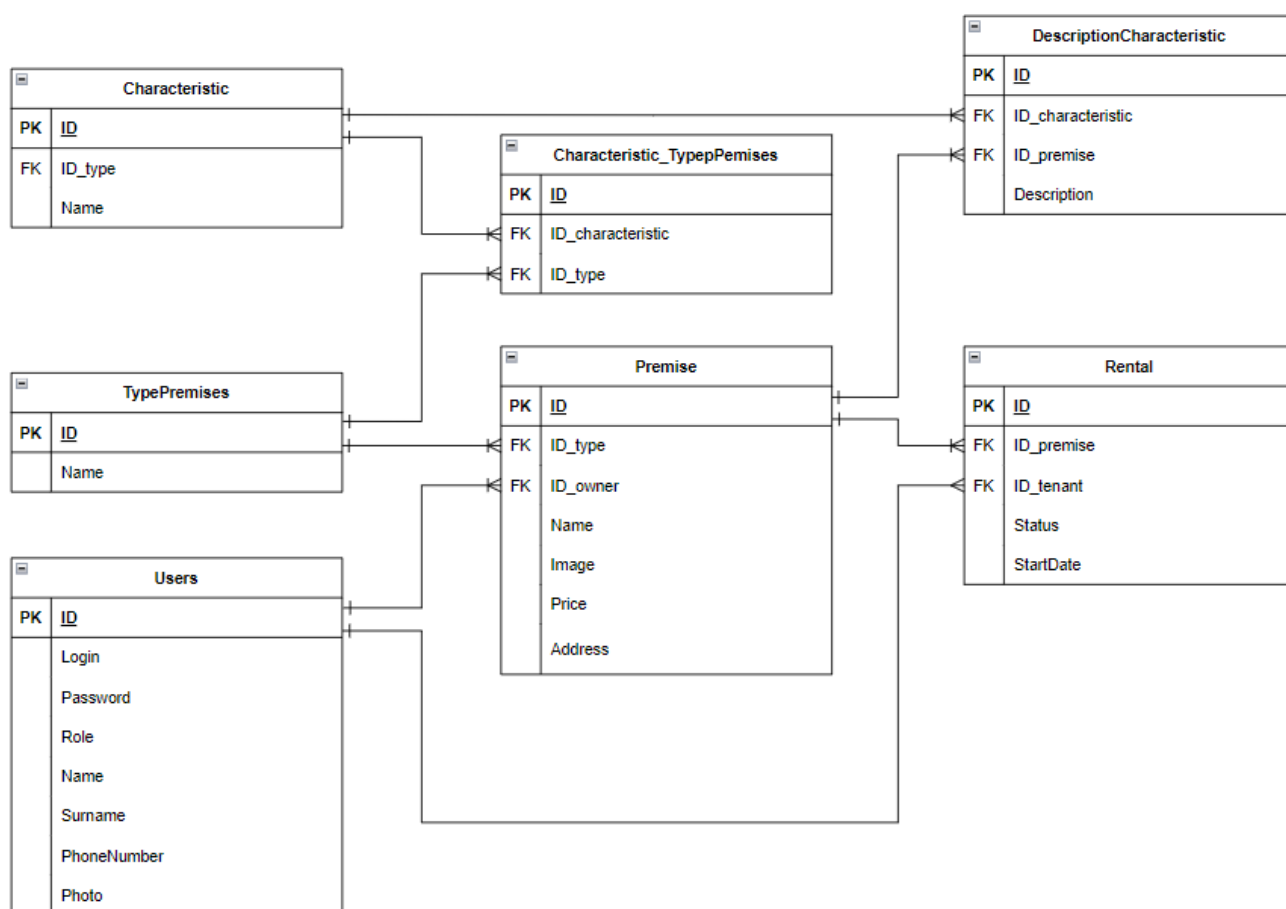 Characteristic
PK ID
FK ID_type
Name
DescriptionCharacteristic
PK ID
FK ID_characteristic
FK ID_premise
Description
Characteristic_TypepPemises
PK ID
FK ID_characteristic
FK ID_type
TypePremises
PK ID
Name
Premise
PK ID
FK ID_type
FK ID_owner
Name
Image
Price
Address
Rental
PK ID
FK ID_premise
FK ID_tenant
Status
StartDate
Users
PK ID
Login
Password
Role
Name
Surname
PhoneNumber
Photo